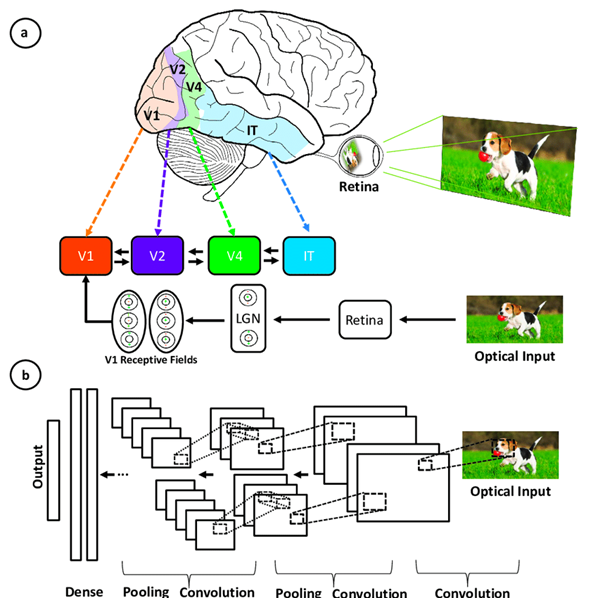 a
V2
V4
V1
IT
Retina
V1
V2
V4
IT
LGN
Retina
V1 Receptive Fields
Optical Input
b
Output
...
Optical Input
Dense
Pooling Convolution
Pooling Convolution
Convolution